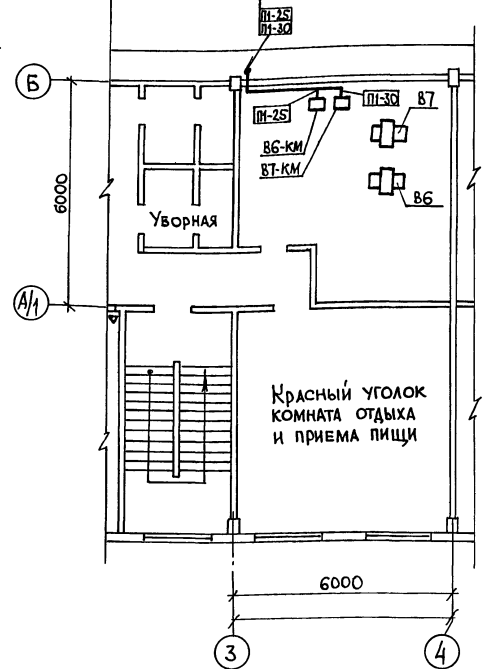 П1-25
П1-30
Б
П1-25
П1-30
В7
В6-КМ
В7-КМ
В6
6000
Уборная
А/1
Красный уголок
комната отдыха
и приема пищи
6000
3
4